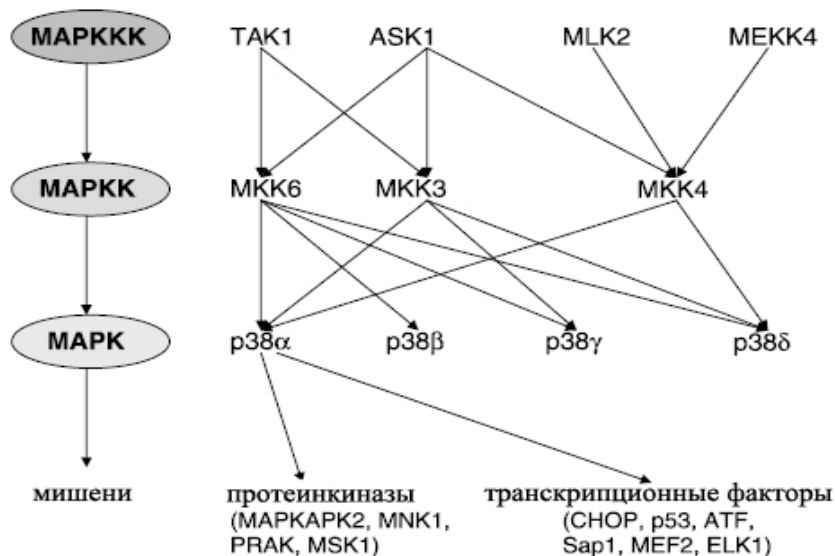 MAPKKK TAK1 ASK1 MLK2 MEKK4
MAPKK MKK6 MKK3 MKK4
MAPK p38α p38β p38γ p38δ
мишени протеинкиназы транскрипционные факторы
(MAPKAPK2, MNK1, (CHOP, p53, ATF,
PRAK, MSK1) Sap1, MEF2, ELK1)